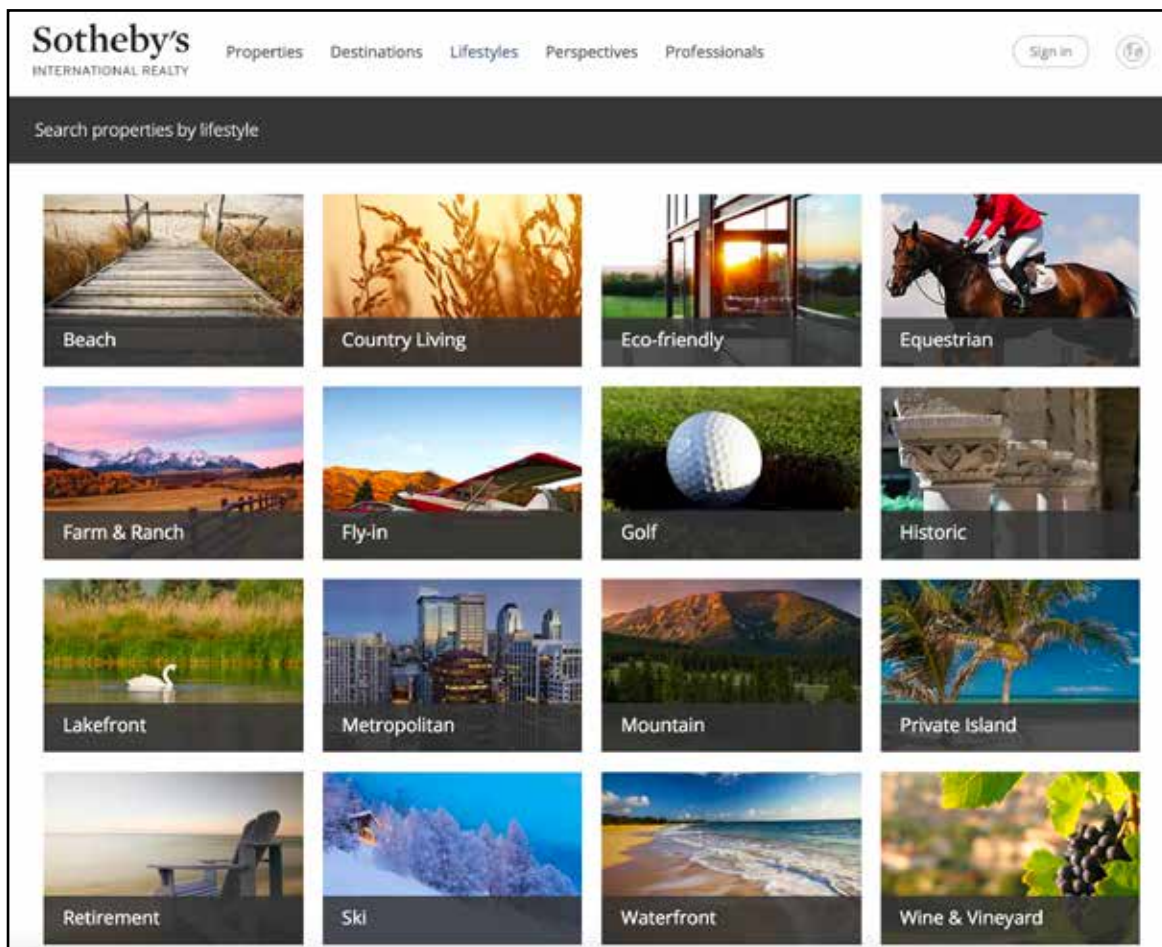 Sotheby's
INTERNATIONAL REALTY
Properties Destinations Lifestyles Perspectives Professionals
Sign in
Search properties by lifestyle
Beach Country Living Eco-friendly Equestrian
Farm & Ranch Fly-in Golf Historic
Lakefront Metropolitan Mountain Private Island
Retirement Ski Waterfront Wine & Vineyard